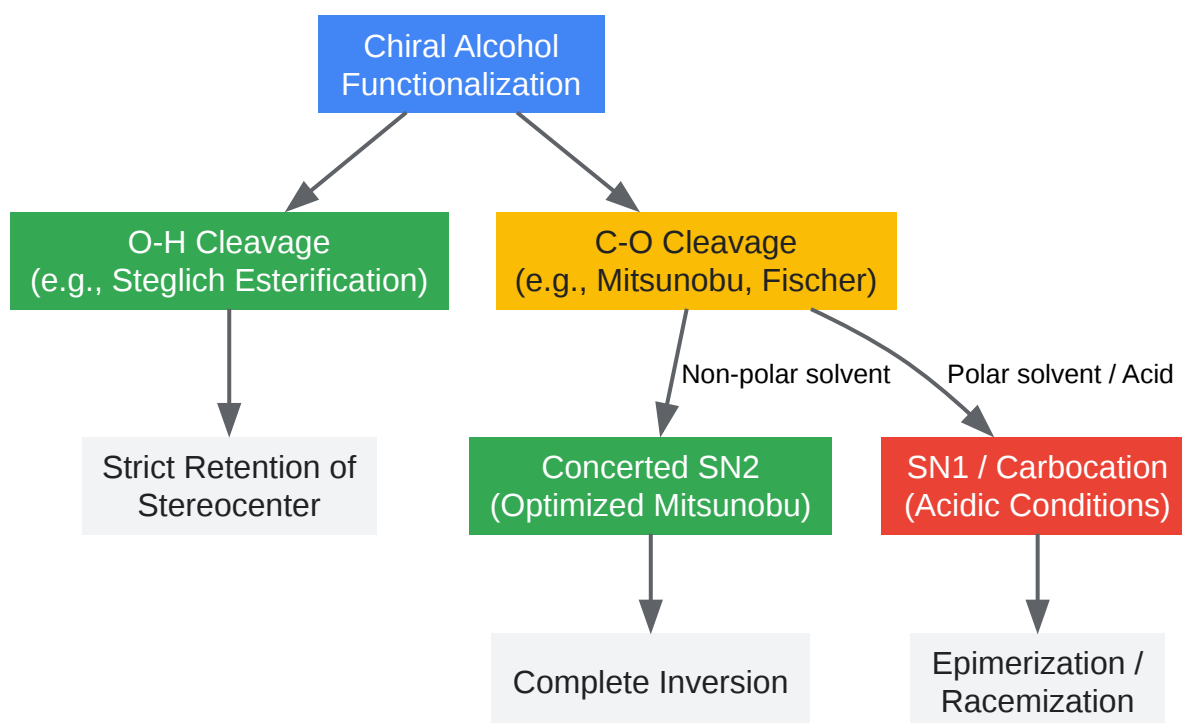 Chiral Alcohol
Functionalization
O-H Cleavage
(e.g., Steglich Esterification)
C-O Cleavage
(e.g., Mitsunobu, Fischer)
Non-polar solvent
Polar solvent / Acid
Strict Retention of
Stereocenter
Concerted SN2
(Optimized Mitsunobu)
SN1 / Carbocation
(Acidic Conditions)
Complete Inversion
Epimerization /
Racemization